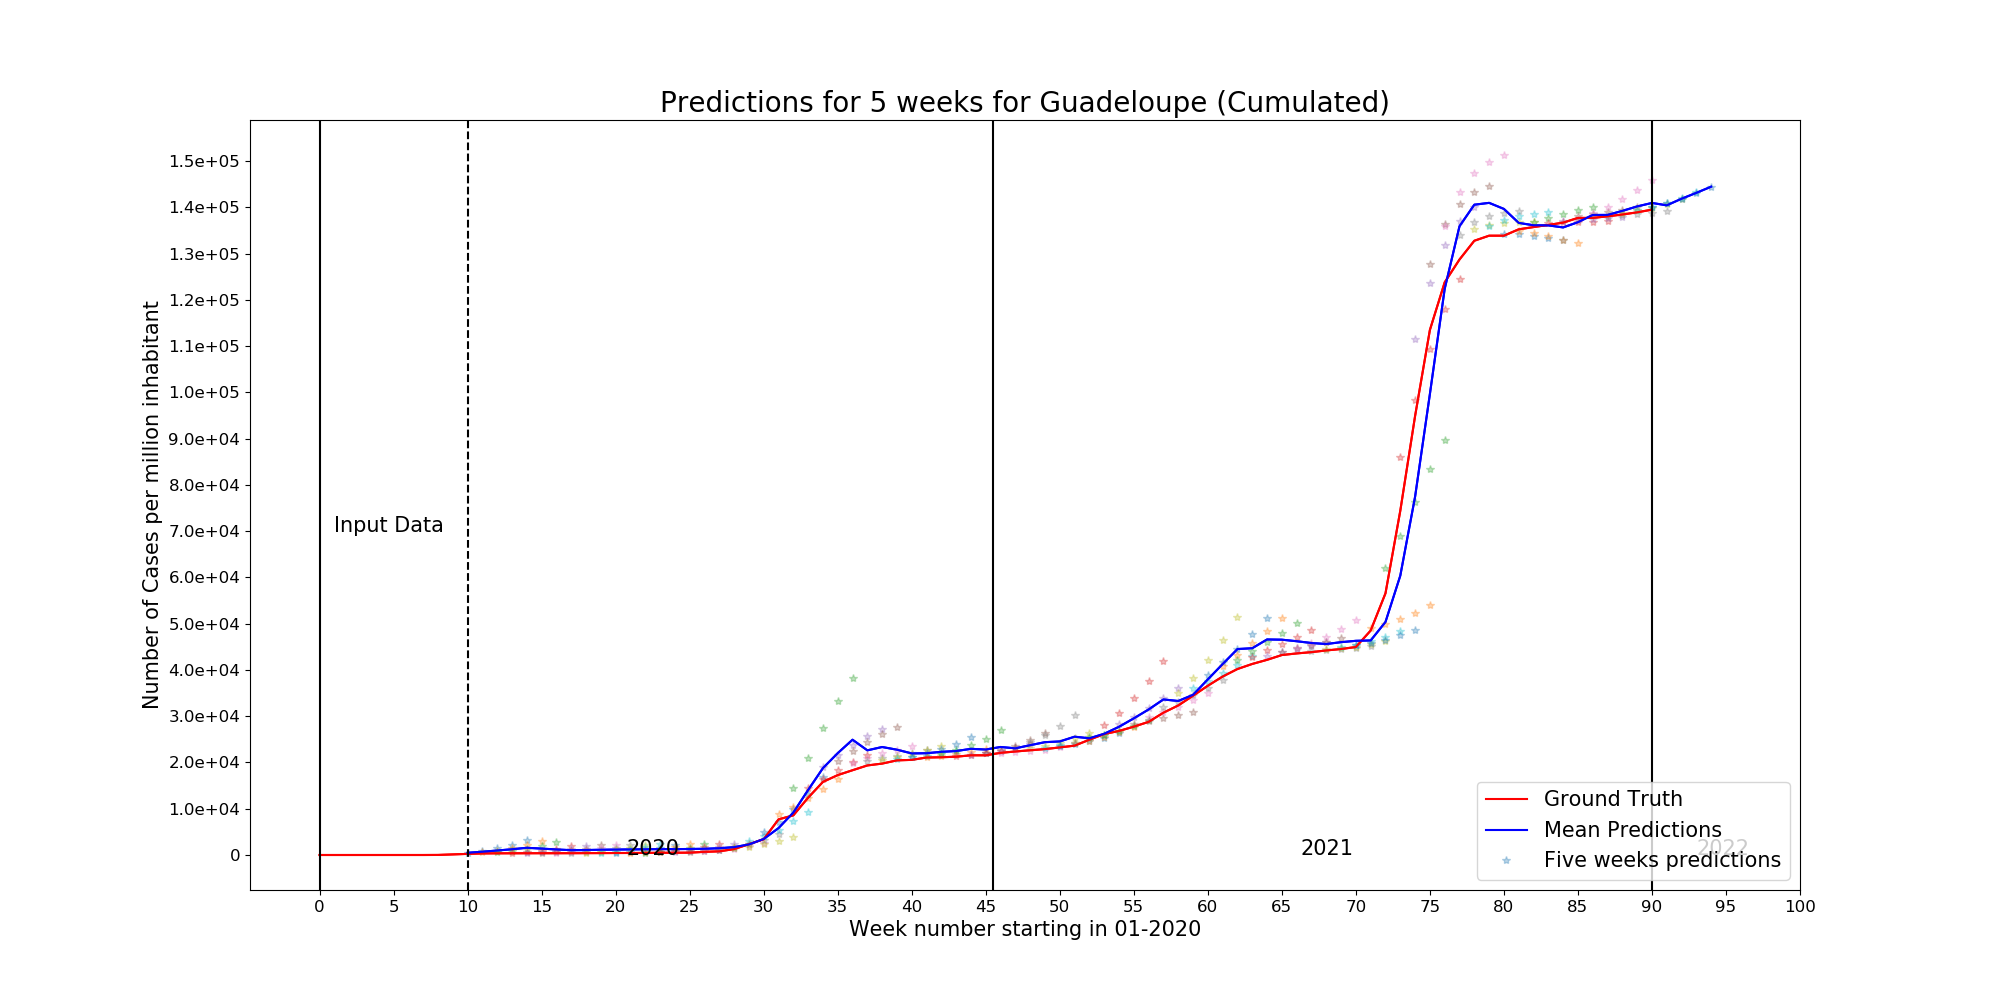 Predictions for 5 weeks for Guadeloupe (Cumulated)
Number of Cases per million inhabitant
1.5e+05
1.4e+05
1.3e+05
1.2e+05
1.1e+05
1.0e+05
9.0e+04
8.0e+04
7.0e+04
6.0e+04
5.0e+04
4.0e+04
3.0e+04
2.0e+04
1.0e+04
0
Input Data
2020
2021
2022
Ground Truth
Mean Predictions
Five weeks predictions
0 5 10 15 20 25 30 35 40 45 50 55 60 65 70 75 80 85 90 95 100
Week number starting in 01-2020